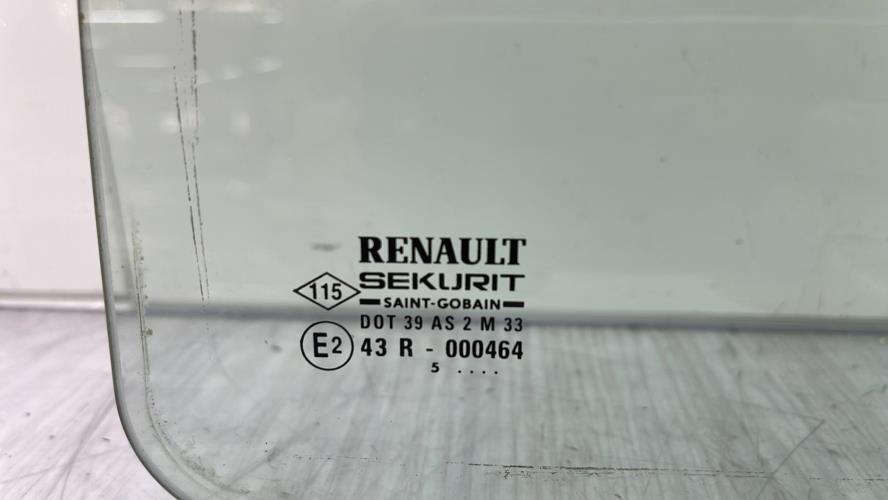 RENAULT
115 SEKURIT
SAINT-GOBAIN
DOT 39 AS 2 M 33
E2 43 R - 000464
5 ....